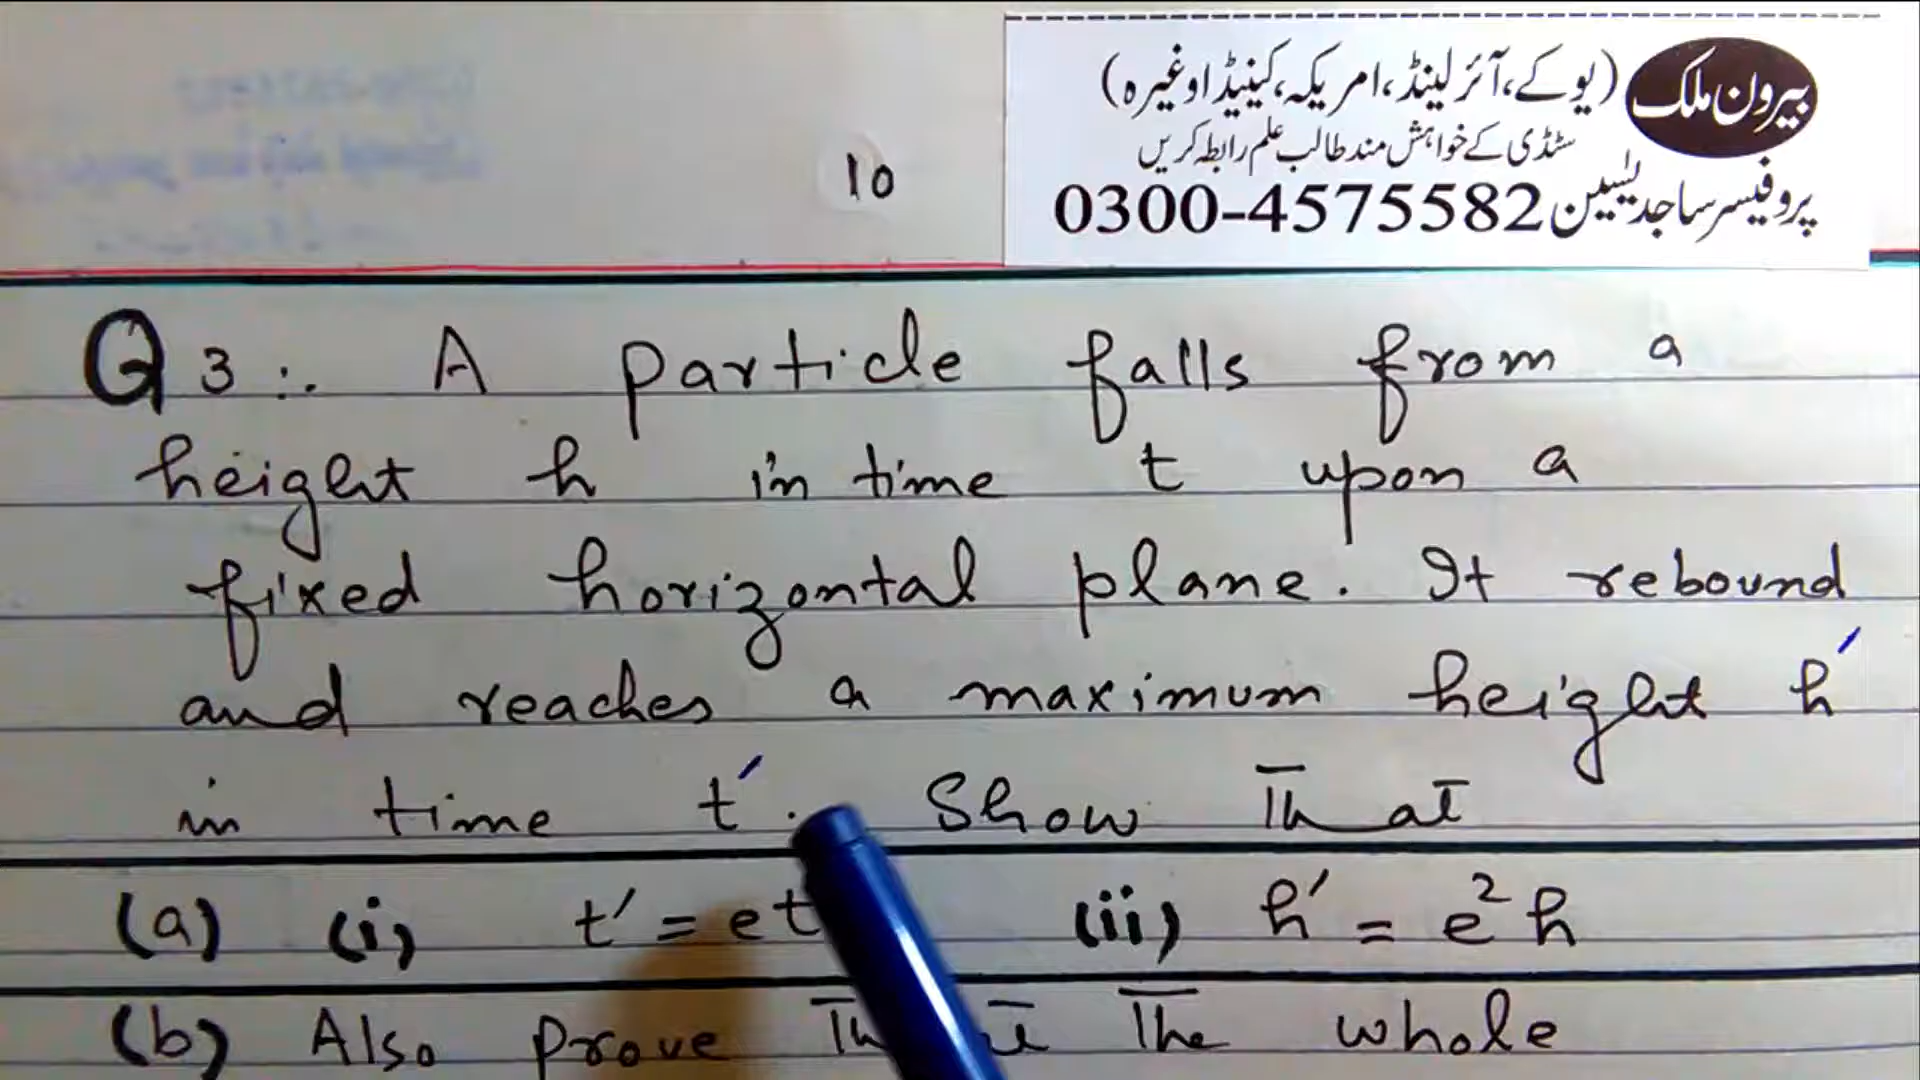 بیرون ملک (یوکے، آئرلینڈ، امریکہ، کینیڈا وغیرہ)
سٹڈی کے خواہش مند طالب علم رابطہ کریں
پروفیسر ساجد یٰسین 0300-4575582
10
Q3:. A particle falls from a
height h in time t upon a
fixed horizontal plane. It rebound
and reaches a maximum height h′
in time t′. Show That
(a) (i) t′ = et (ii) h′ = e² h
(b) Also prove The whole